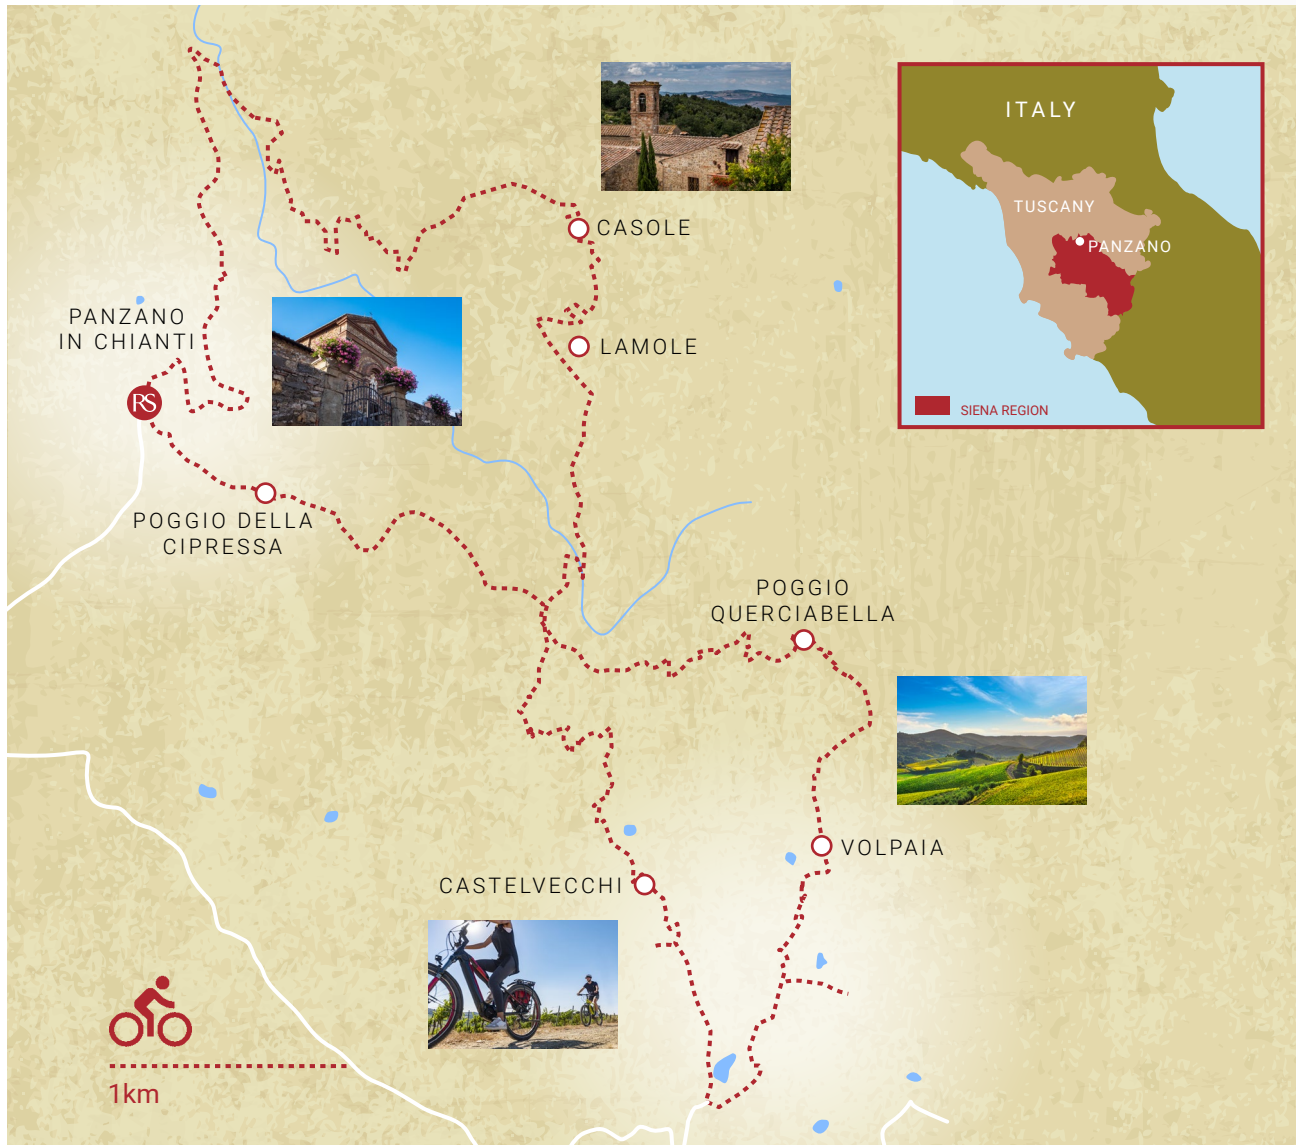 ITALY
TUSCANY
PANZANO
SIENA REGION
CASOLE
PANZANO
IN CHIANTI
LAMOLE
RS
POGGIO DELLA
CIPRESSA
POGGIO
QUERCIABELLA
VOLPAIA
CASTELVECCHI
1km